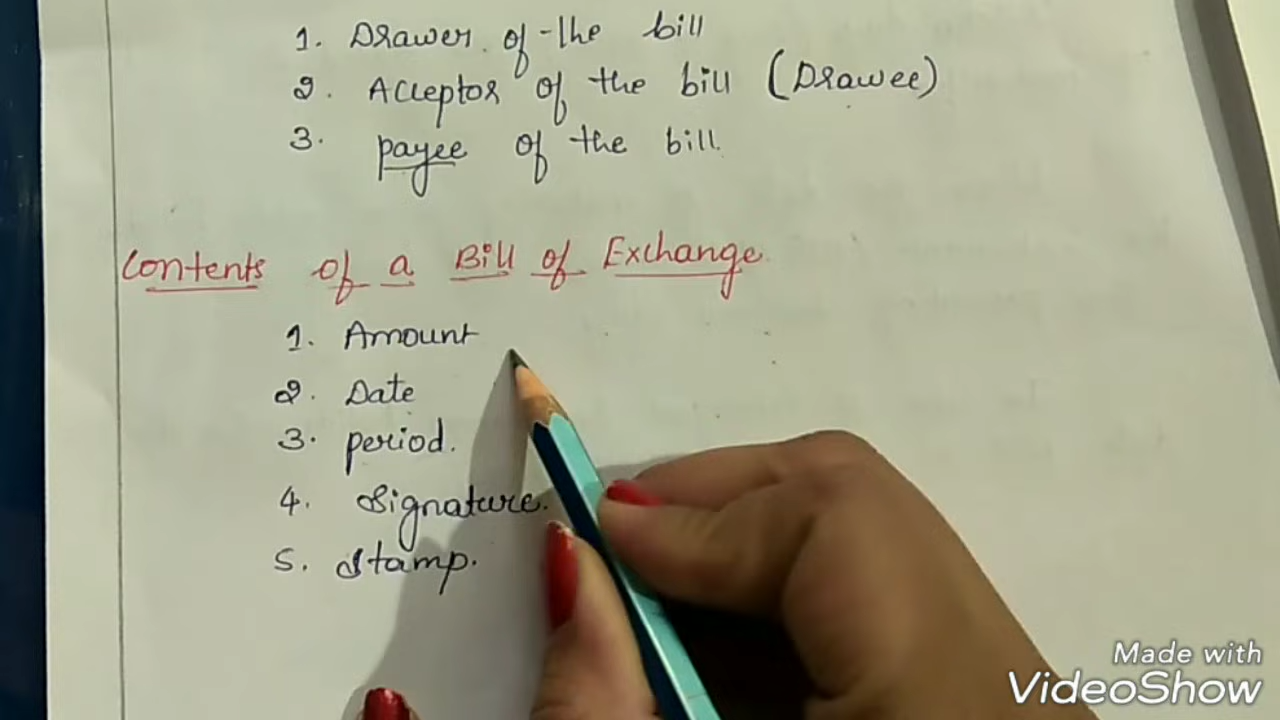 1. Drawer of the bill
2. Acceptor of the bill (Drawee)
3. payee of the bill.
Contents of a Bill of Exchange
1. Amount
2. Date
3. period.
4. Signature.
5. Stamp.
Made with
VideoShow